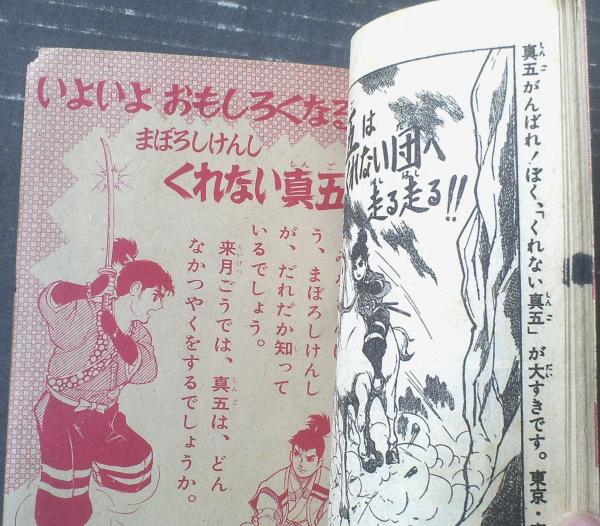 真五がんばれ！ぼく、「くれない真五」が大すきです。東京・
は
ない団へ
走る走る!!
いよいよ おもしろくなる
まぼろしけんし
くれない真五
う、まぼろしけんし
が、だれだか知って
いるでしょう。
来月ごうでは、真五は、どん
なかつやくをするでしょうか。